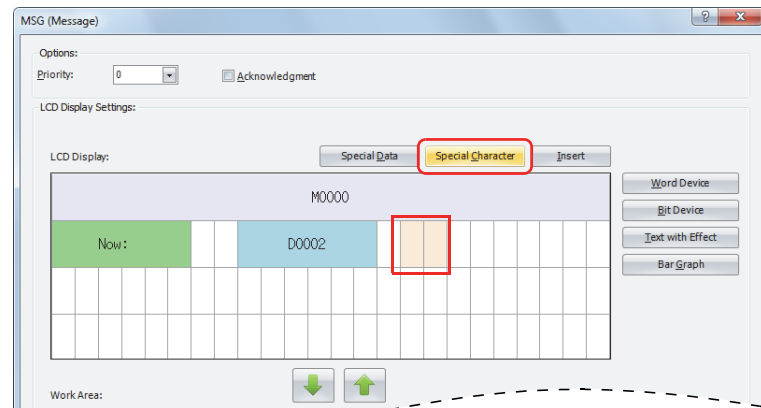 MSG (Message)
?
X
Options:
Priority:
0
Acknowledgment
LCD Display Settings:
LCD Display:
Special Data
Special Character
Insert
M0000
Word Device
Bit Device
Now:
D0002
Text with Effect
Bar Graph
Work Area: